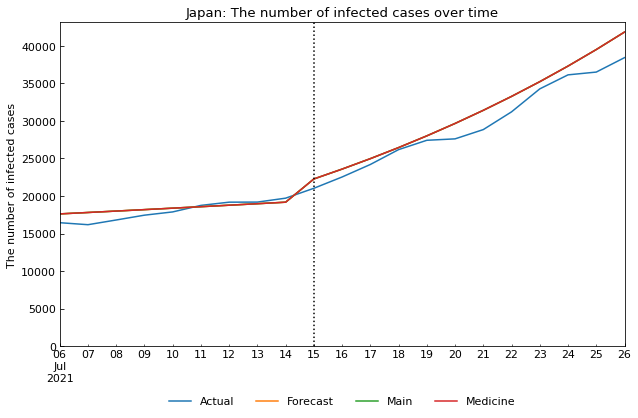 Japan: The number of infected cases over time
The number of infected cases
40000
35000
30000
25000
20000
15000
10000
5000
0
06 07 08 09 10 11 12 13 14 15 16 17 18 19 20 21 22 23 24 25 26
Jul
2021
Actual Forecast Main Medicine